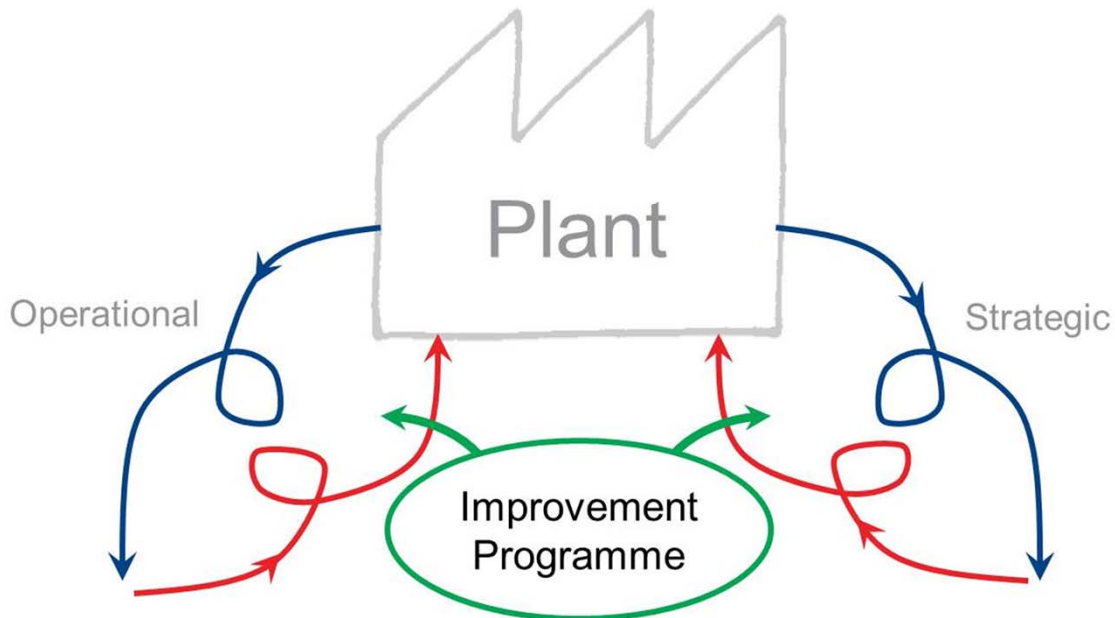 Plant
Operational
Strategic
Improvement
Programme